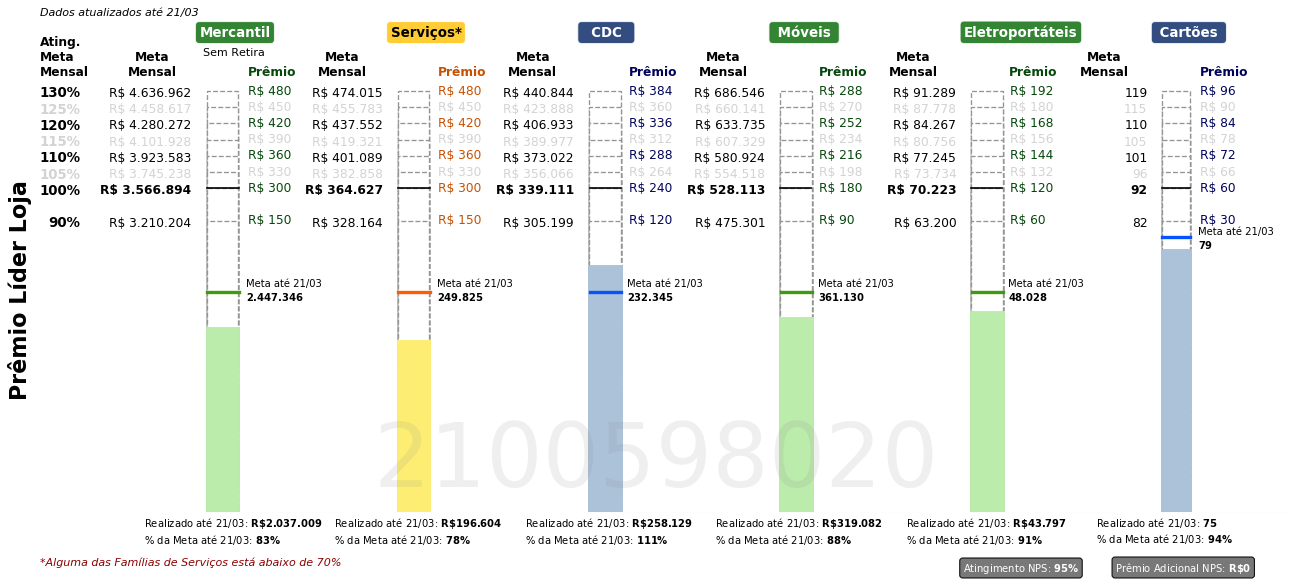 Dados atualizados até 21/03
Mercantil Serviços* CDC Móveis Eletroportáteis Cartões
Sem Retira
Ating. Meta Mensal
Meta Mensal Prêmio Meta Mensal Prêmio Meta Mensal Prêmio Meta Mensal Prêmio Meta Mensal Prêmio Meta Mensal Prêmio
130% R$ 4.636.962 R$ 480 R$ 474.015 R$ 480 R$ 440.844 R$ 384 R$ 686.546 R$ 288 R$ 91.289 R$ 192 119 R$ 96
125% R$ 4.458.617 R$ 450 R$ 455.783 R$ 450 R$ 423.888 R$ 360 R$ 660.141 R$ 270 R$ 87.778 R$ 180 115 R$ 90
120% R$ 4.280.272 R$ 420 R$ 437.552 R$ 420 R$ 406.933 R$ 336 R$ 633.735 R$ 252 R$ 84.267 R$ 168 110 R$ 84
115% R$ 4.101.928 R$ 390 R$ 419.321 R$ 390 R$ 389.977 R$ 312 R$ 607.329 R$ 234 R$ 80.756 R$ 156 105 R$ 78
110% R$ 3.923.583 R$ 360 R$ 401.089 R$ 360 R$ 373.022 R$ 288 R$ 580.924 R$ 216 R$ 77.245 R$ 144 101 R$ 72
105% R$ 3.745.238 R$ 330 R$ 382.858 R$ 330 R$ 356.066 R$ 264 R$ 554.518 R$ 198 R$ 73.734 R$ 132 96 R$ 66
100% R$ 3.566.894 R$ 300 R$ 364.627 R$ 300 R$ 339.111 R$ 240 R$ 528.113 R$ 180 R$ 70.223 R$ 120 92 R$ 60
90% R$ 3.210.204 R$ 150 R$ 328.164 R$ 150 R$ 305.199 R$ 120 R$ 475.301 R$ 90 R$ 63.200 R$ 60 82 R$ 30
Meta até 21/03
79
Meta até 21/03 Meta até 21/03 Meta até 21/03 Meta até 21/03 Meta até 21/03
2.447.346 249.825 232.345 361.130 48.028
Prêmio Líder Loja
2100598020
Realizado até 21/03: R$2.037.009 Realizado até 21/03: R$196.604 Realizado até 21/03: R$258.129 Realizado até 21/03: R$319.082 Realizado até 21/03: R$43.797 Realizado até 21/03: 75
% da Meta até 21/03: 83% % da Meta até 21/03: 78% % da Meta até 21/03: 111% % da Meta até 21/03: 88% % da Meta até 21/03: 91% % da Meta até 21/03: 94%
*Alguma das Famílias de Serviços está abaixo de 70%
Atingimento NPS: 95% Prêmio Adicional NPS: R$0